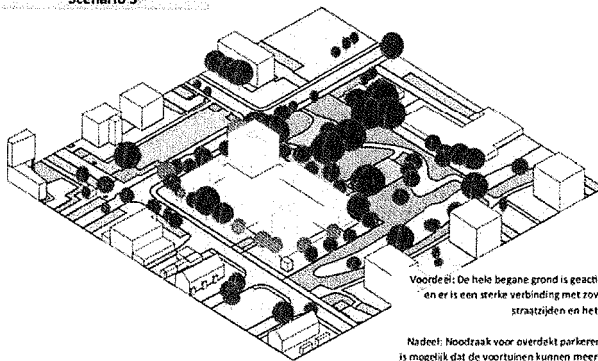 Voordeel: De hele begane grond is geacti
en er is een sterke verbinding met zov
straatzijden en het
Nadeel: Noodzaak voor overdekt parkeren
is mogelijk dat de voortuinen kunnen meer